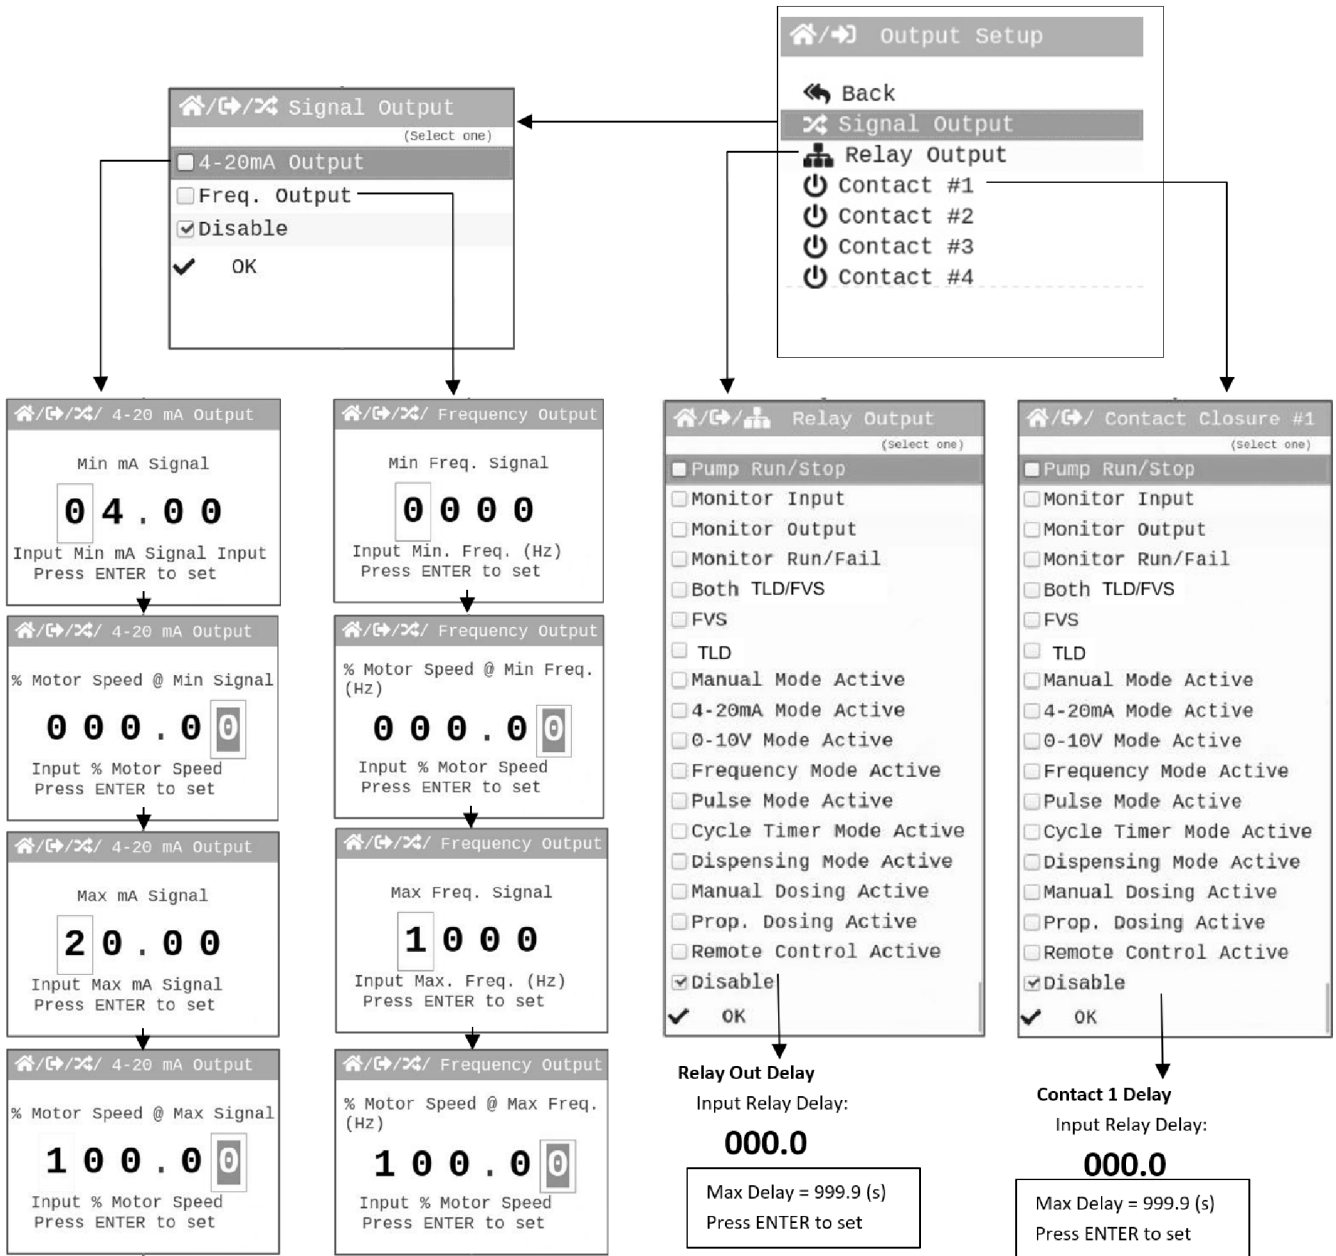 Output Setup
Back
Signal Output
Relay Output
Contact #1
Contact #2
Contact #3
Contact #4
Signal Output
(Select one)
4-20mA Output
Freq. Output
Disable
OK
4-20 mA Output
Min mA Signal
04.00
Input Min mA Signal Input
Press ENTER to set
4-20 mA Output
% Motor Speed @ Min Signal
000.00
Input % Motor Speed
Press ENTER to set
4-20 mA Output
Max mA Signal
20.00
Input Max mA Signal
Press ENTER to set
4-20 mA Output
% Motor Speed @ Max Signal
100.00
Input % Motor Speed
Press ENTER to set
Frequency Output
Min Freq. Signal
0000
Input Min. Freq. (Hz)
Press ENTER to set
Frequency Output
% Motor Speed @ Min Freq.
(Hz)
000.00
Input % Motor Speed
Press ENTER to set
Frequency Output
Max Freq. Signal
1000
Input Max. Freq. (Hz)
Press ENTER to set
Frequency Output
% Motor Speed @ Max Freq.
(Hz)
100.00
Input % Motor Speed
Press ENTER to set
Relay Output
(Select one)
Pump Run/Stop
Monitor Input
Monitor Output
Monitor Run/Fail
Both TLD/FVS
FVS
TLD
Manual Mode Active
4-20mA Mode Active
0-10V Mode Active
Frequency Mode Active
Pulse Mode Active
Cycle Timer Mode Active
Dispensing Mode Active
Manual Dosing Active
Prop. Dosing Active
Remote Control Active
Disable
OK
Relay Out Delay
Input Relay Delay:
000.0
Max Delay = 999.9 (s)
Press ENTER to set
Contact Closure #1
(Select one)
Pump Run/Stop
Monitor Input
Monitor Output
Monitor Run/Fail
Both TLD/FVS
FVS
TLD
Manual Mode Active
4-20mA Mode Active
0-10V Mode Active
Frequency Mode Active
Pulse Mode Active
Cycle Timer Mode Active
Dispensing Mode Active
Manual Dosing Active
Prop. Dosing Active
Remote Control Active
Disable
OK
Contact 1 Delay
Input Relay Delay:
000.0
Max Delay = 999.9 (s)
Press ENTER to set